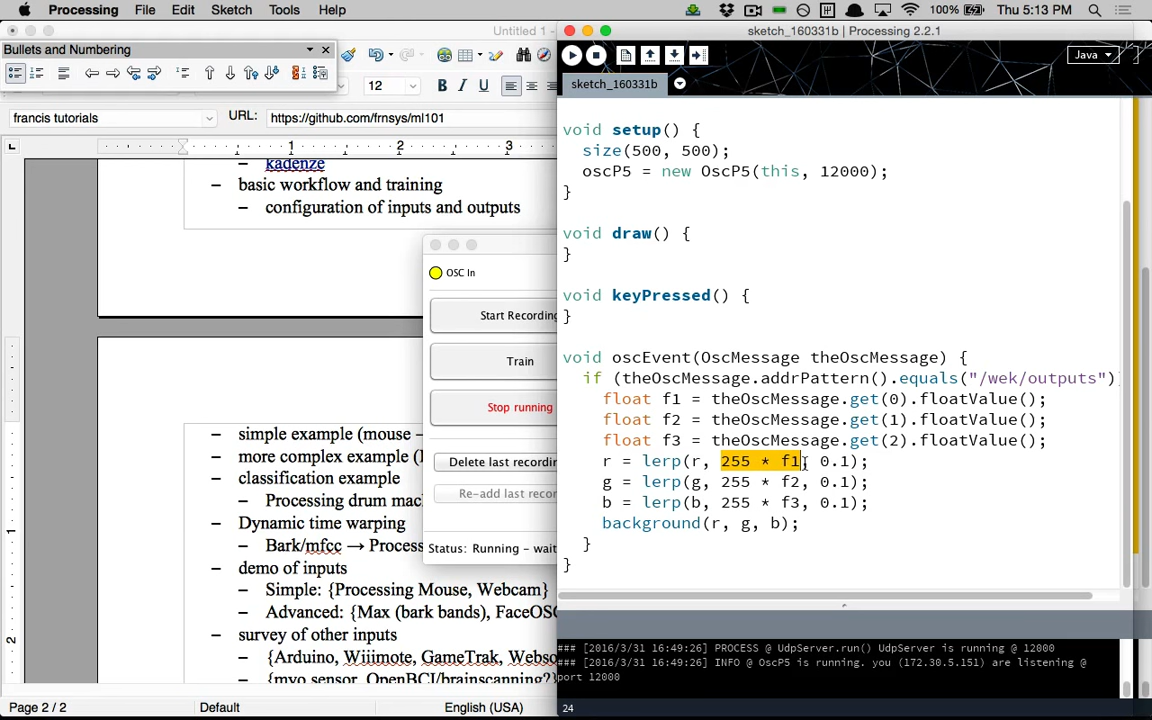 Processing File Edit Sketch Tools Help
100% Thu 5:13 PM
Untitled 1 -
Bullets and Numbering
12 B I U
francis tutorials URL: https://github.com/frnsys/ml101
1 2 3
kadenze
– basic workflow and training
– configuration of inputs and outputs
OSC In
Start Recording
Train
Stop running
Delete last recordin
Re-add last recor
Status: Running - wait
– simple example (mouse –
– more complex example (
– classification example
– Processing drum mac
– Dynamic time warping
– Bark/mfcc → Process
– demo of inputs
– Simple: {Processing Mouse, Webcam}
– Advanced: {Max (bark bands), FaceOSC
– survey of other inputs
– {Arduino, Wiiimote, GameTrak, Webso
– {myo sensor, OpenBCI/brainscanning?}
1
2
Page 2 / 2 Default English (USA)
sketch_160331b | Processing 2.2.1
Java
sketch_160331b
void setup() {
size(500, 500);
oscP5 = new OscP5(this, 12000);
}
void draw() {
}
void keyPressed() {
}
void oscEvent(OscMessage theOscMessage) {
if (theOscMessage.addrPattern().equals("/wek/outputs")
float f1 = theOscMessage.get(0).floatValue();
float f2 = theOscMessage.get(1).floatValue();
float f3 = theOscMessage.get(2).floatValue();
r = lerp(r, 255 * f1, 0.1);
g = lerp(g, 255 * f2, 0.1);
b = lerp(b, 255 * f3, 0.1);
background(r, g, b);
}
}
### [2016/3/31 16:49:26] PROCESS @ UdpServer.run() UdpServer is running @ 12000
### [2016/3/31 16:49:26] INFO @ OscP5 is running. you (172.30.5.151) are listening @
port 12000
24